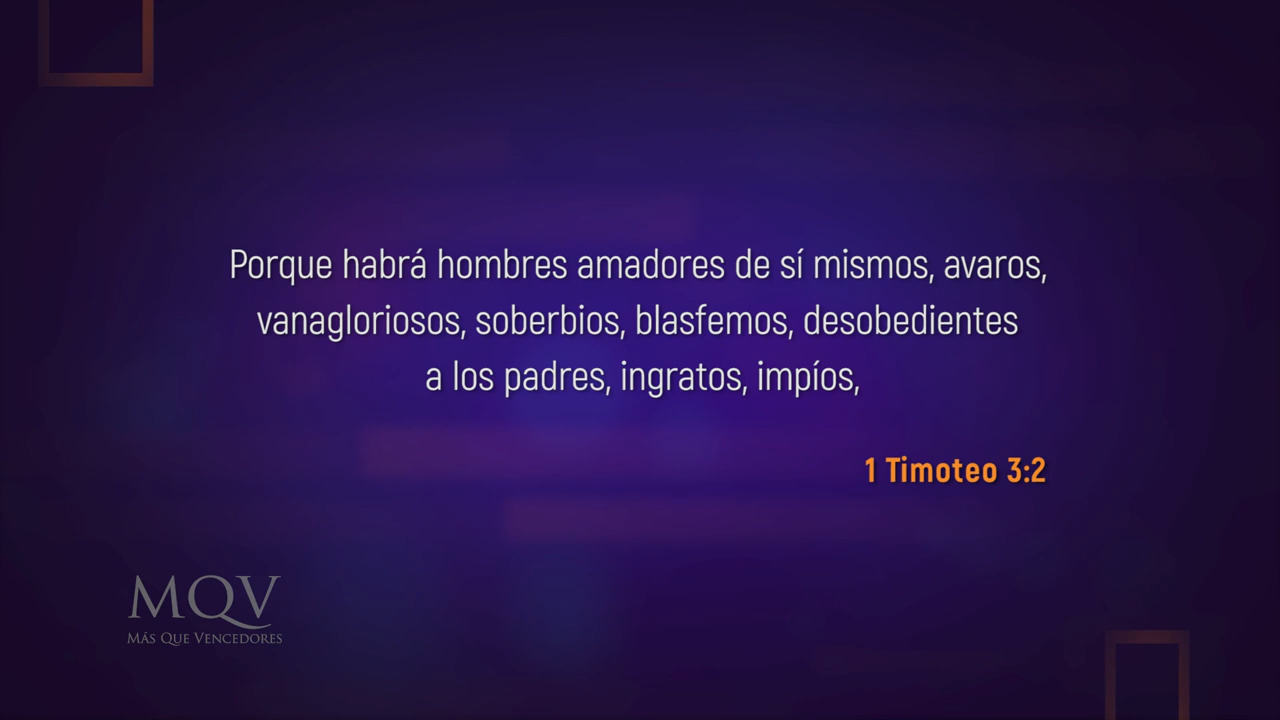 Porque habrá hombres amadores de sí mismos, avaros,
vanagloriosos, soberbios, blasfemos, desobedientes
a los padres, ingratos, impíos,
1 Timoteo 3:2
MQV
MÁS QUE VENCEDORES